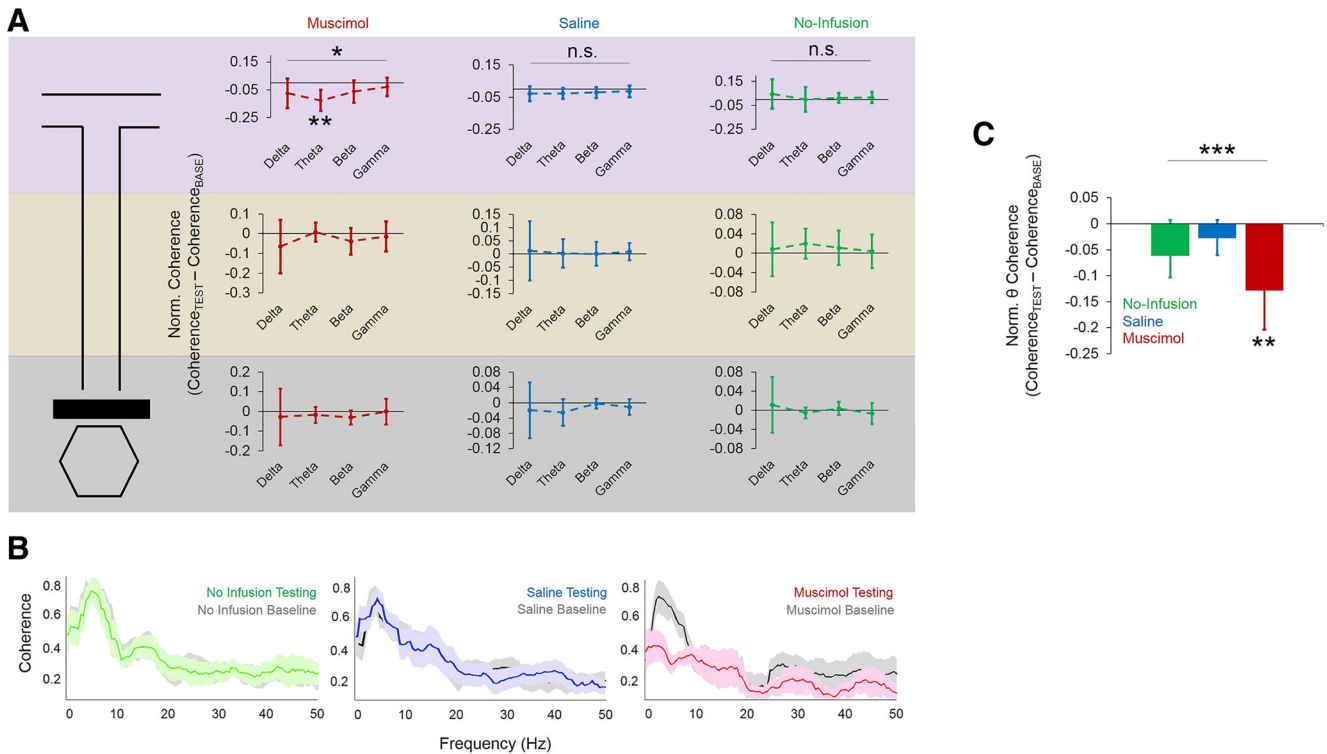 A
Muscimol
Saline
No-Infusion
*
n.s.
n.s.
0.15
-0.05
-0.25
**
Delta
Theta
Beta
Gamma
0.15
-0.05
-0.25
Delta
Theta
Beta
Gamma
0.15
-0.05
-0.25
Delta
Theta
Beta
Gamma
Norm. Coherence
(CoherenceTEST – CoherenceBASE)
0.1
0
-0.1
-0.2
-0.3
Delta
Theta
Beta
Gamma
0.15
0.1
0.05
0
-0.05
-0.1
-0.15
Delta
Theta
Beta
Gamma
0.08
0.04
0
-0.04
-0.08
Delta
Theta
Beta
Gamma
0.2
0.1
0
-0.1
-0.2
Delta
Theta
Beta
Gamma
0.08
0.04
0
-0.04
-0.08
0.12
Delta
Theta
Beta
Gamma
0.08
0.04
0
-0.04
-0.08
Delta
Theta
Beta
Gamma
B
Coherence
0.8
0.6
0.4
0.2
No Infusion Testing
No Infusion Baseline
0 10 20 30 40 50
0.8
0.6
0.4
0.2
Saline Testing
Saline Baseline
0 10 20 30 40 50
0.8
0.6
0.4
0.2
Muscimol Testing
Muscimol Baseline
0 10 20 30 40 50
Frequency (Hz)
C
***
Norm. θ Coherence
(CoherenceTEST – CoherenceBASE)
0.05
0
-0.05
-0.1
-0.15
-0.2
-0.25
No-Infusion
Saline
Muscimol
**